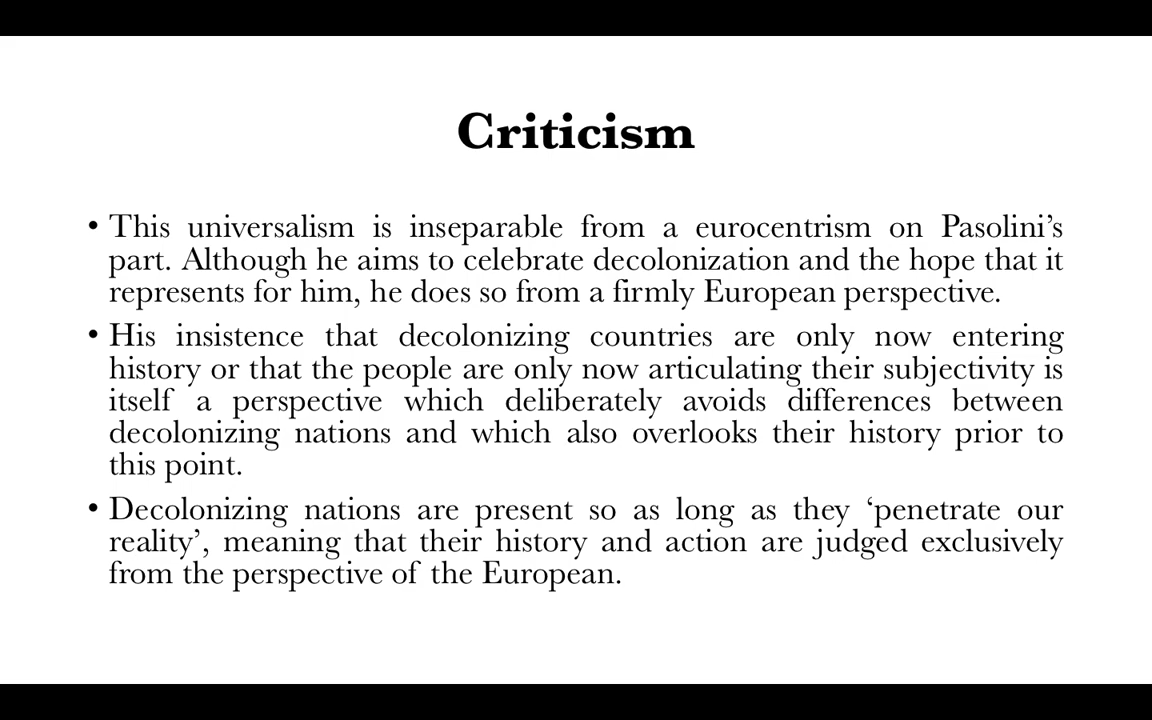 Criticism
• This universalism is inseparable from a eurocentrism on Pasolini’s
part. Although he aims to celebrate decolonization and the hope that it
represents for him, he does so from a firmly European perspective.
• His insistence that decolonizing countries are only now entering
history or that the people are only now articulating their subjectivity is
itself a perspective which deliberately avoids differences between
decolonizing nations and which also overlooks their history prior to
this point.
• Decolonizing nations are present so as long as they ‘penetrate our
reality’, meaning that their history and action are judged exclusively
from the perspective of the European.